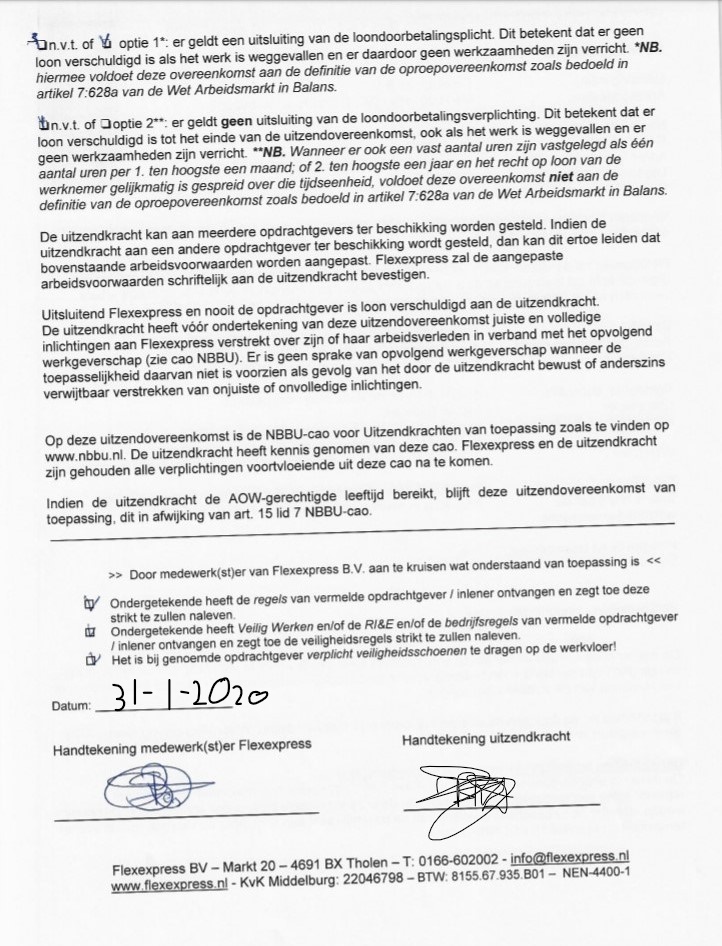 ☐n.v.t. of ☑ optie 1*: er geldt een uitsluiting van de loondoorbetalingsplicht. Dit betekent dat er geen
loon verschuldigd is als het werk is weggevallen en er daardoor geen werkzaamheden zijn verricht. *NB.
hiermee voldoet deze overeenkomst aan de definitie van de oproepovereenkomst zoals bedoeld in
artikel 7:628a van de Wet Arbeidsmarkt in Balans.
☐n.v.t. of ☐optie 2**: er geldt geen uitsluiting van de loondoorbetalingsverplichting. Dit betekent dat er
loon verschuldigd is tot het einde van de uitzendovereenkomst, ook als het werk is weggevallen en er
geen werkzaamheden zijn verricht. **NB. Wanneer er ook een vast aantal uren zijn vastgelegd als één
aantal uren per 1. ten hoogste een maand; of 2. ten hoogste een jaar en het recht op loon van de
werknemer gelijkmatig is gespreid over die tijdseenheid, voldoet deze overeenkomst niet aan de
definitie van de oproepovereenkomst zoals bedoeld in artikel 7:628a van de Wet Arbeidsmarkt in Balans.
De uitzendkracht kan aan meerdere opdrachtgevers ter beschikking worden gesteld. Indien de
uitzendkracht aan een andere opdrachtgever ter beschikking wordt gesteld, dan kan dit ertoe leiden dat
bovenstaande arbeidsvoorwaarden worden aangepast. Flexexpress zal de aangepaste
arbeidsvoorwaarden schriftelijk aan de uitzendkracht bevestigen.
Uitsluitend Flexexpress en nooit de opdrachtgever is loon verschuldigd aan de uitzendkracht.
De uitzendkracht heeft vóór ondertekening van deze uitzendovereenkomst juiste en volledige
inlichtingen aan Flexexpress verstrekt over zijn of haar arbeidsverleden in verband met het opvolgend
werkgeverschap (zie cao NBBU). Er is geen sprake van opvolgend werkgeverschap wanneer de
toepasselijkheid daarvan niet is voorzien als gevolg van het door de uitzendkracht bewust of anderszins
verwijtbaar verstrekken van onjuiste of onvolledige inlichtingen.
Op deze uitzendovereenkomst is de NBBU-cao voor Uitzendkrachten van toepassing zoals te vinden op
www.nbbu.nl. De uitzendkracht heeft kennis genomen van deze cao. Flexexpress en de uitzendkracht
zijn gehouden alle verplichtingen voortvloeiende uit deze cao na te komen.
Indien de uitzendkracht de AOW-gerechtigde leeftijd bereikt, blijft deze uitzendovereenkomst van
toepassing, dit in afwijking van art. 15 lid 7 NBBU-cao.
>> Door medewerk(st)er van Flexexpress B.V. aan te kruisen wat onderstaand van toepassing is <<
☑ Ondergetekende heeft de regels van vermelde opdrachtgever / inlener ontvangen en zegt toe deze
strikt te zullen naleven.
☑ Ondergetekende heeft Veilig Werken en/of de RI&E en/of de bedrijfsregels van vermelde opdrachtgever
/ inlener ontvangen en zegt toe de veiligheidsregels strikt te zullen naleven.
☑ Het is bij genoemde opdrachtgever verplicht veiligheidsschoenen te dragen op de werkvloer!
Datum: 31-1-2020
Handtekening medewerk(st)er Flexexpress
Handtekening uitzendkracht
Flexexpress BV – Markt 20 – 4691 BX Tholen – T: 0166-602002 - info@flexexpress.nl
www.flexexpress.nl - KvK Middelburg: 22046798 – BTW: 8155.67.935.B01 – NEN-4400-1